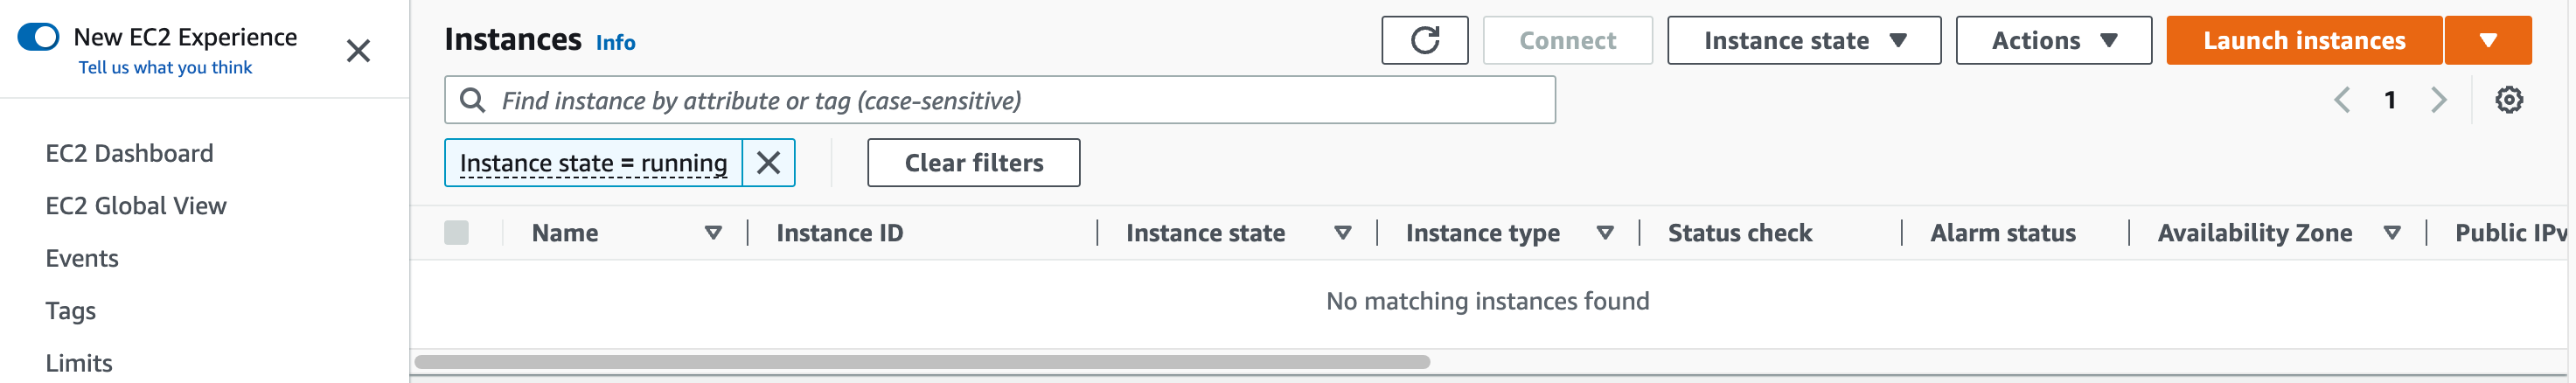 New EC2 Experience
Tell us what you think
EC2 Dashboard
EC2 Global View
Events
Tags
Limits
Instances Info
Connect
Instance state
Actions
Launch instances
Find instance by attribute or tag (case-sensitive)
1
Instance state = running
Clear filters
Name Instance ID Instance state Instance type Status check Alarm status Availability Zone Public IPv
No matching instances found